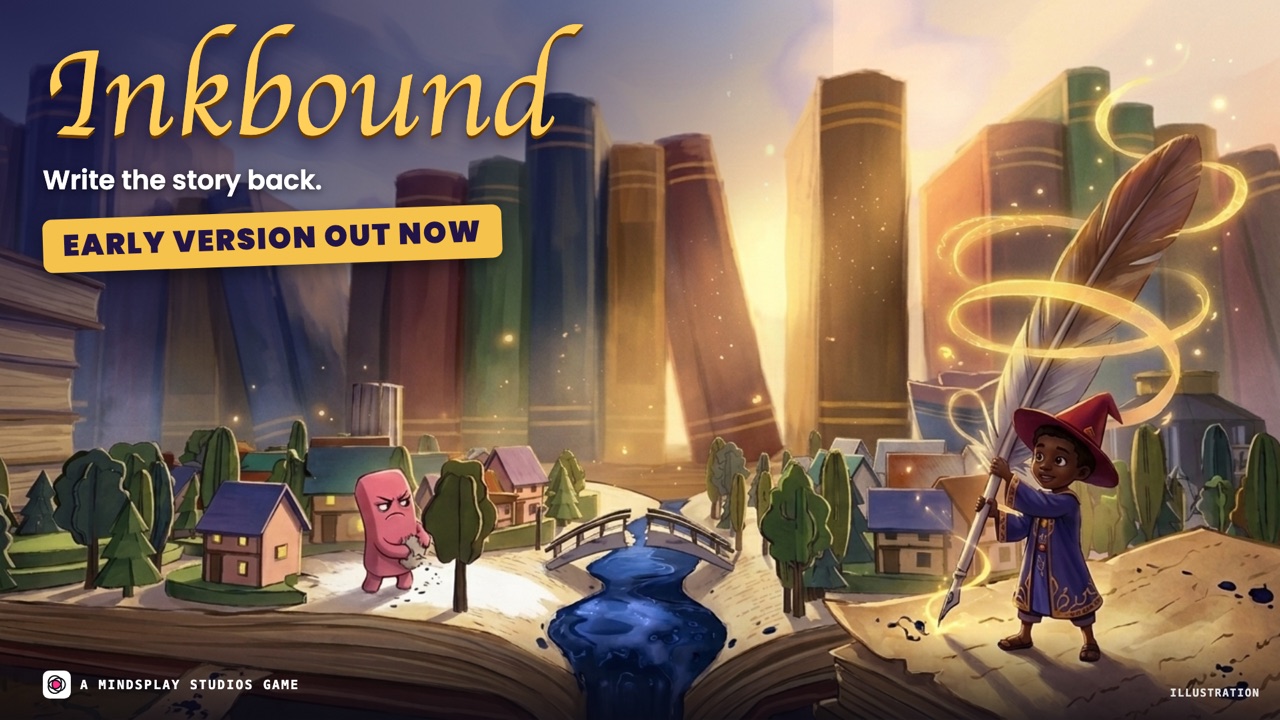 Inkbound
Write the story back.
EARLY VERSION OUT NOW
A MINDSPLAY STUDIOS GAME
ILLUSTRATION